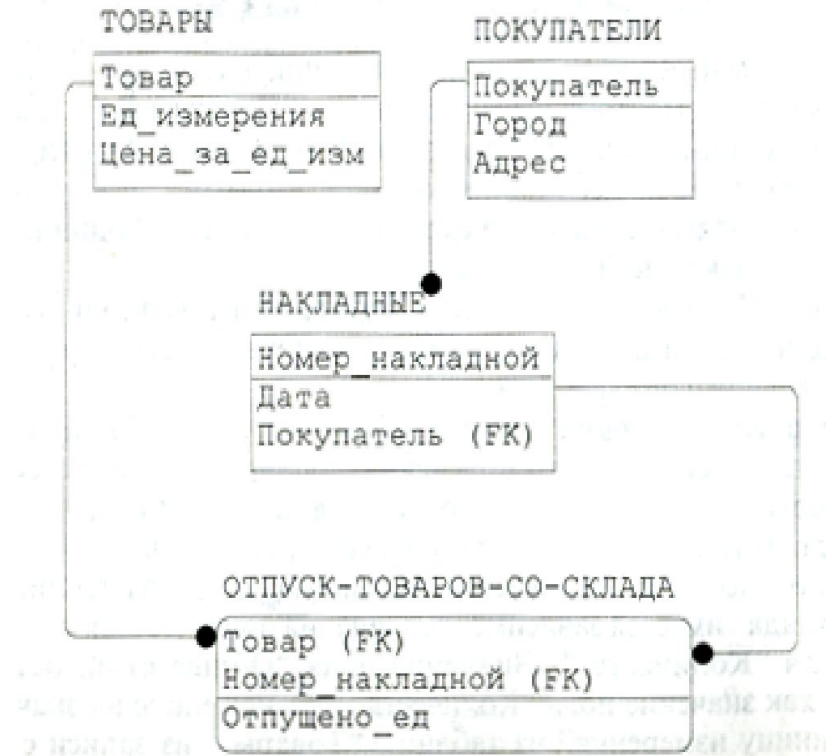 ТОВАРЫ
Товар
Ед_измерения
Цена_за_ед_изм
ПОКУПАТЕЛИ
Покупатель
Город
Адрес
НАКЛАДНЫЕ
Номер_накладной
Дата
Покупатель (FK)
ОТПУСК-ТОВАРОВ-СО-СКЛАДА
Товар (FK)
Номер_накладной (FK)
Отпущено_ед